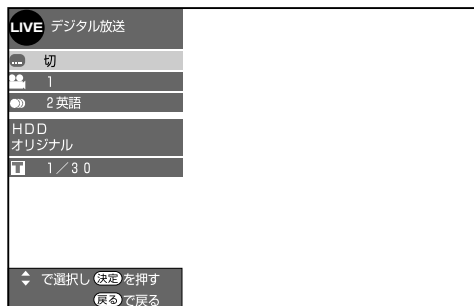 LIVE デジタル放送
切
1
2英語
HDD
オリジナル
T 1／30
で選択し 決定 を押す
戻る で戻る